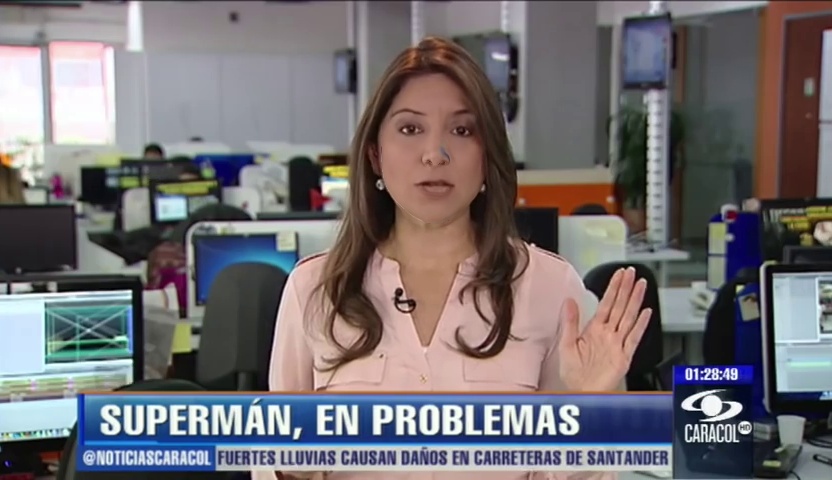 SUPERMÁN, EN PROBLEMAS
@NOTICIASCARACOL FUERTES LLUVIAS CAUSAN DAÑOS EN CARRETERAS DE SANTANDER
01:28:49
CARACOL HD